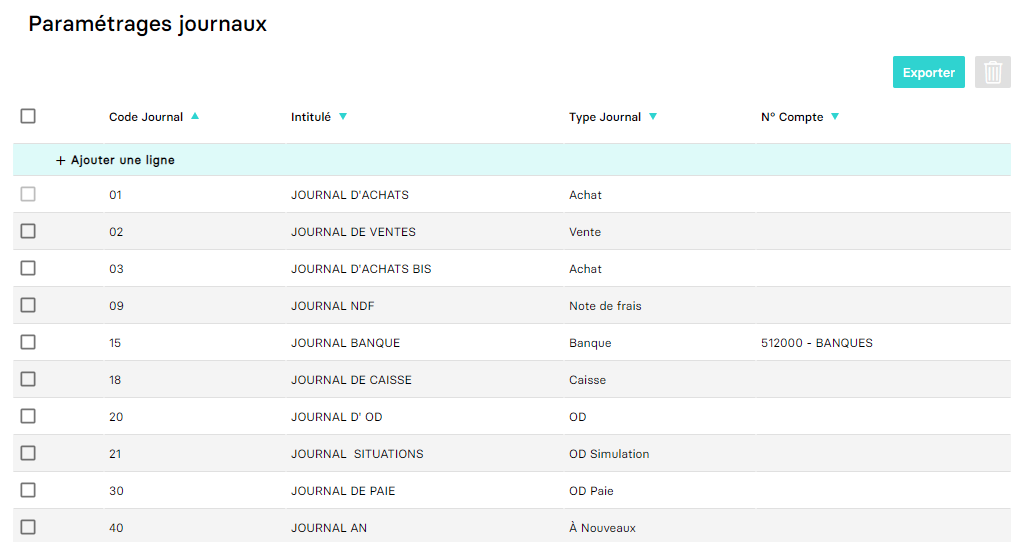 Paramétrages journaux
Exporter
Code Journal Intitulé Type Journal N° Compte
+ Ajouter une ligne
01 JOURNAL D'ACHATS Achat
02 JOURNAL DE VENTES Vente
03 JOURNAL D'ACHATS BIS Achat
09 JOURNAL NDF Note de frais
15 JOURNAL BANQUE Banque 512000 - BANQUES
18 JOURNAL DE CAISSE Caisse
20 JOURNAL D' OD OD
21 JOURNAL  SITUATIONS OD Simulation
30 JOURNAL DE PAIE OD Paie
40 JOURNAL AN À Nouveaux